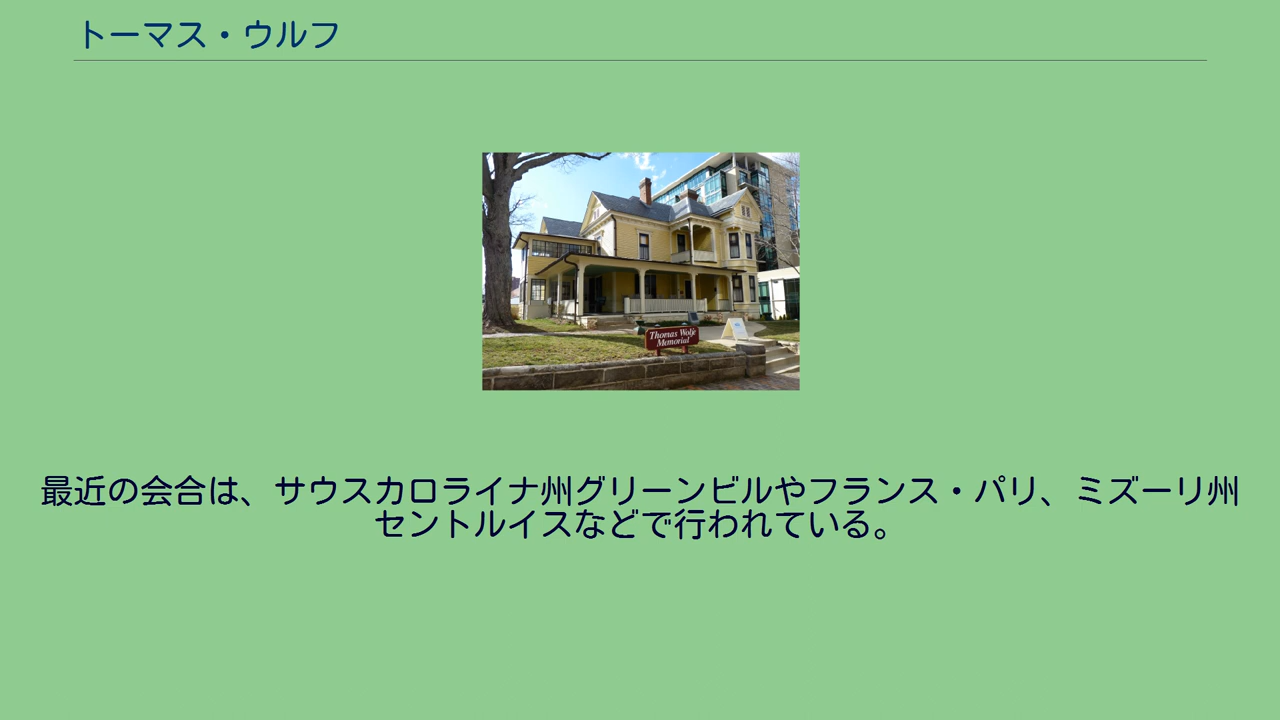 トーマス・ウルフ
Thomas Wolfe
Memorial
最近の会合は、サウスカロライナ州グリーンビルやフランス・パリ、ミズーリ州
セントルイスなどで行われている。